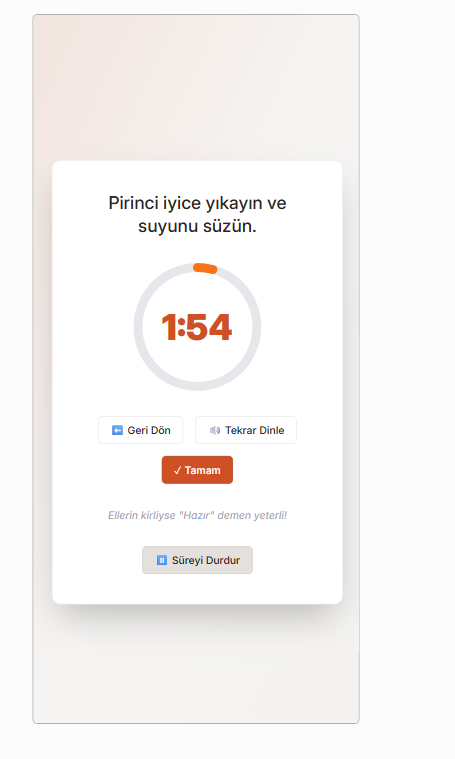 Pirinci iyice yıkayın ve
suyunu süzün.
1:54
Geri Dön
Tekrar Dinle
✓ Tamam
Ellerin kirliyse "Hazır" demen yeterli!
Süreyi Durdur